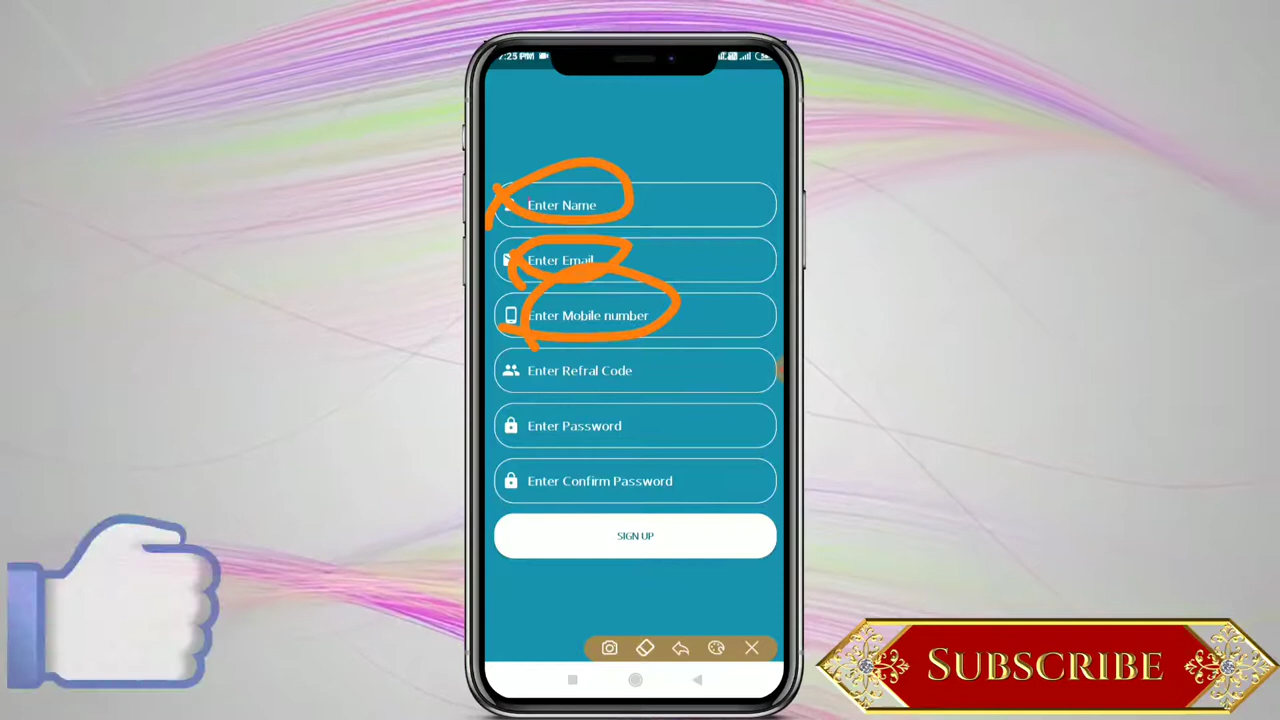 :25 PM
Enter Name
Enter Email
Enter Mobile number
Enter Refral Code
Enter Password
Enter Confirm Password
SIGN UP
SUBSCRIBE